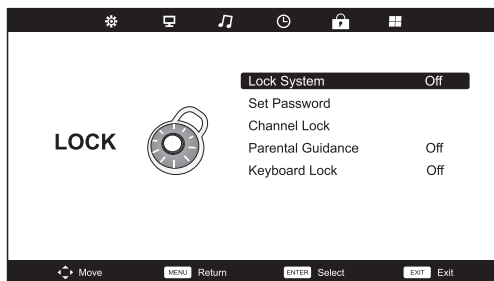 Lock System Off
Set Password
Channel Lock
LOCK
Parental Guidance Off
Keyboard Lock Off
Move MENU Return ENTER Select EXIT Exit